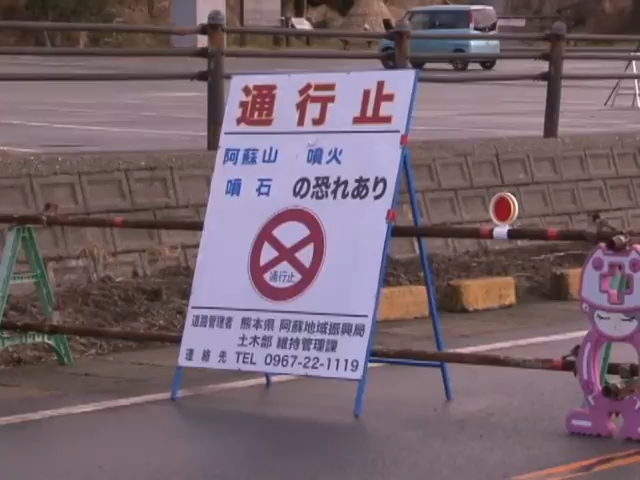 通行止
阿蘇山 噴火
噴石 の恐れあり
通行止
道路管理者 熊本県 阿蘇地域振興局
土木部 維持管理課
連絡先 TEL 0967-22-1119